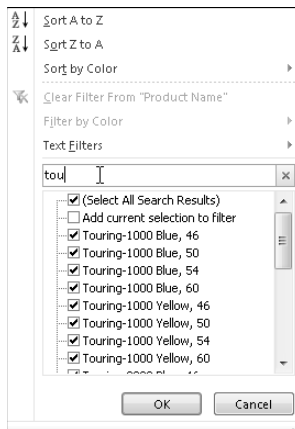 Sort A to Z
Sort Z to A
Sort by Color
Clear Filter From "Product Name"
Filter by Color
Text Filters
tou
(Select All Search Results)
Add current selection to filter
Touring-1000 Blue, 46
Touring-1000 Blue, 50
Touring-1000 Blue, 54
Touring-1000 Blue, 60
Touring-1000 Yellow, 46
Touring-1000 Yellow, 50
Touring-1000 Yellow, 54
Touring-1000 Yellow, 60
OK
Cancel